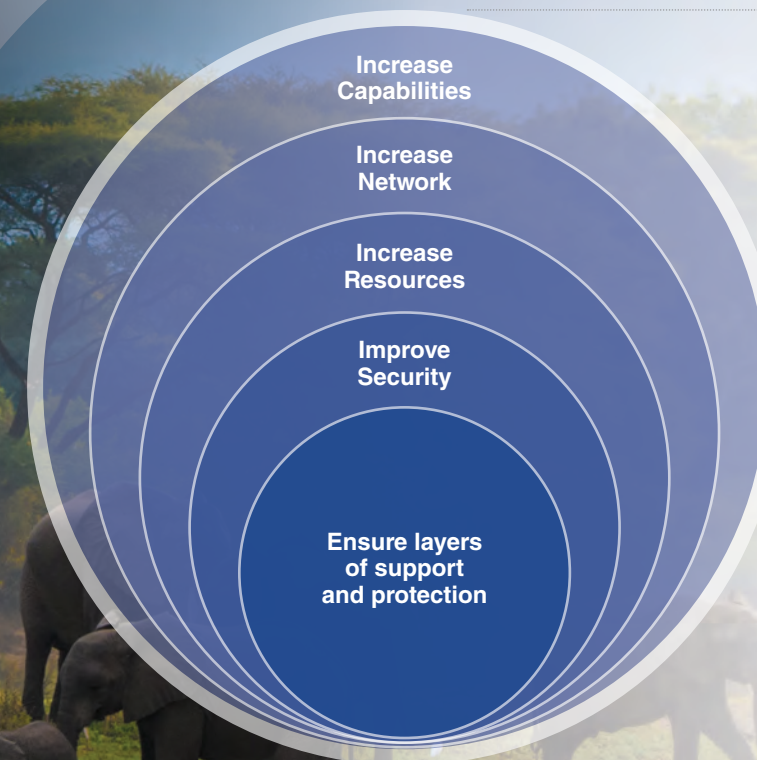 Increase
Capabilities
Increase
Network
Increase
Resources
Improve
Security
Ensure layers
of support
and protection